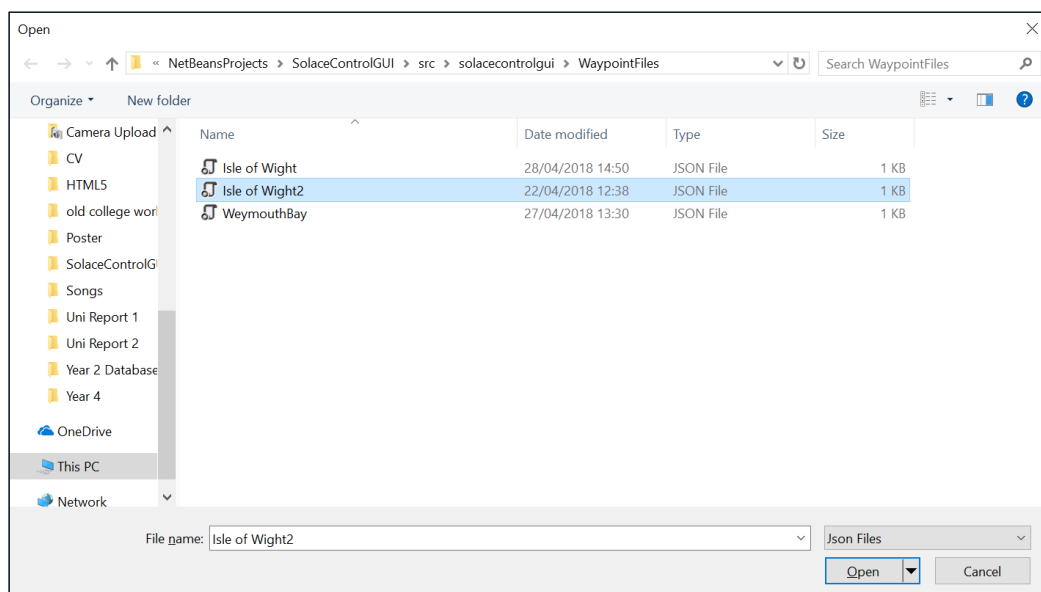 Open
« NetBeansProjects > SolaceControlGUI > src > solacecontrolgui > WaypointFiles
Search WaypointFiles
Organize
New folder
Name Date modified Type Size
Isle of Wight 28/04/2018 14:50 JSON File 1 KB
Isle of Wight2 22/04/2018 12:38 JSON File 1 KB
WeymouthBay 27/04/2018 13:30 JSON File 1 KB
Camera Upload
CV
HTML5
old college wor
Poster
SolaceControlG
Songs
Uni Report 1
Uni Report 2
Year 2 Database
Year 4
OneDrive
This PC
Network
File name: Isle of Wight2
Json Files
Open
Cancel